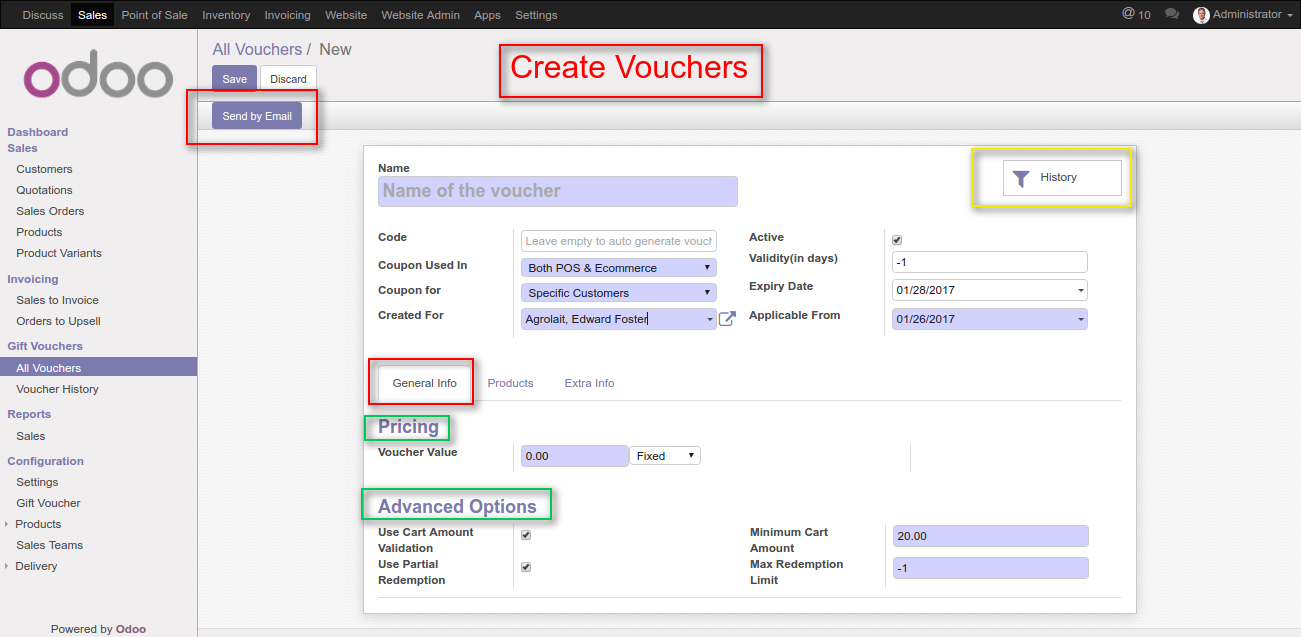 Discuss Sales Point of Sale Inventory Invoicing Website Website Admin Apps Settings @ 10 Administrator
odoo
All Vouchers / New
Save Discard
Create Vouchers
Send by Email
Dashboard
Sales
Customers
Quotations
Sales Orders
Products
Product Variants
Invoicing
Sales to Invoice
Orders to Upsell
Gift Vouchers
All Vouchers
Voucher History
Reports
Sales
Configuration
Settings
Gift Voucher
Products
Sales Teams
Delivery
Powered by Odoo
History
Name
Name of the voucher
Code Leave empty to auto generate vouch
Coupon Used In Both POS & Ecommerce
Coupon for Specific Customers
Created For Agrolait, Edward Foster
Active
Validity(in days) -1
Expiry Date 01/28/2017
Applicable From 01/26/2017
General Info Products Extra Info
Pricing
Voucher Value 0.00 Fixed
Advanced Options
Use Cart Amount
Validation
Use Partial
Redemption
Minimum Cart 20.00
Amount
Max Redemption -1
Limit